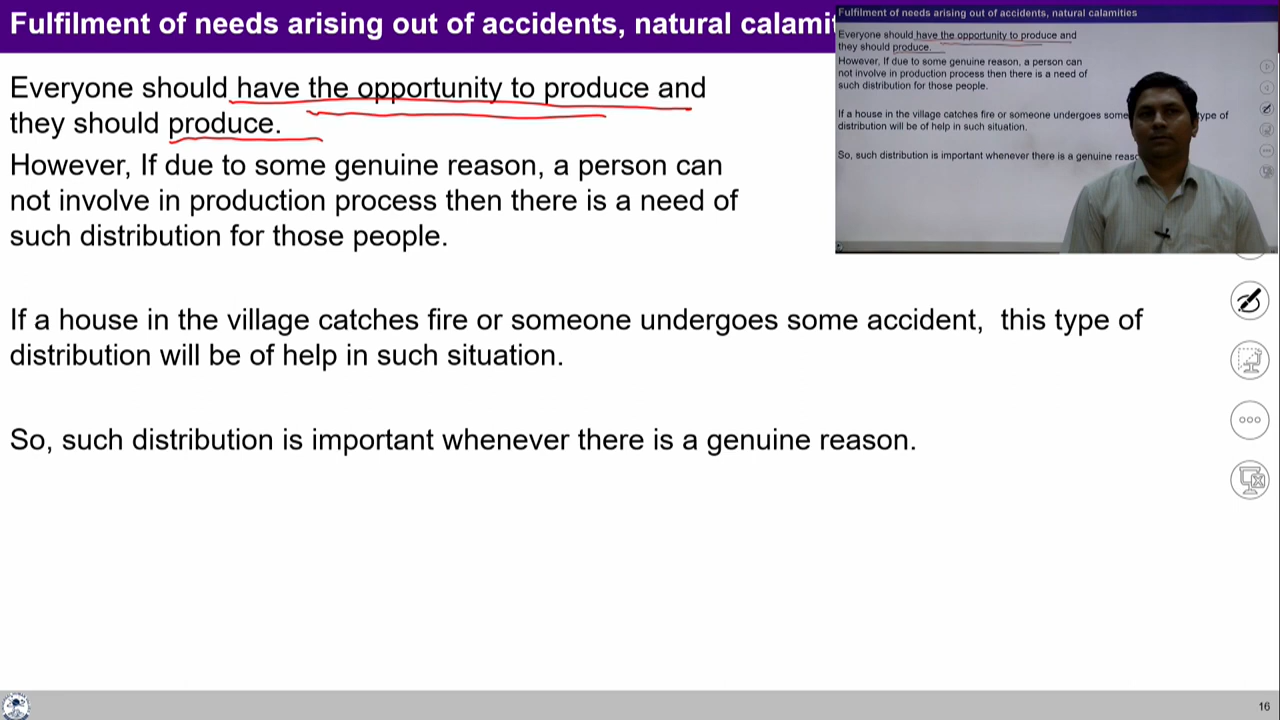 Fulfilment of needs arising out of accidents, natural calami
Everyone should have the opportunity to produce and
they should produce.
However, If due to some genuine reason, a person can
not involve in production process then there is a need of
such distribution for those people.
If a house in the village catches fire or someone undergoes some accident, this type of
distribution will be of help in such situation.
So, such distribution is important whenever there is a genuine reason.
Fulfilment of needs arising out of accidents, natural calamities
Everyone should have the opportunity to produce and
they should produce.
However, If due to some genuine reason, a person can
not involve in production process then there is a need of
such distribution for those people.
If a house in the village catches fire or someone undergoes some ype of
distribution will be of help in such situation.
So, such distribution is important whenever there is a genuine reaso
16